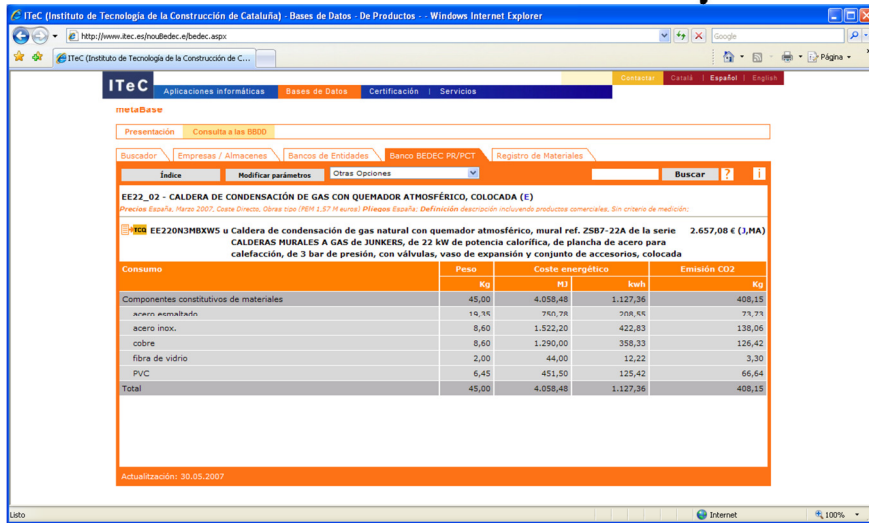 ITeC (Instituto de Tecnología de la Construcción de Cataluña) - Bases de Datos - De Productos - - Windows Internet Explorer
http://www.itec.es/nouBedec.e/bedec.aspx
Google
ITeC (Instituto de Tecnología de la Construcción de C...
Página
Contactar Català | Español | English
ITeC Aplicaciones informáticas Bases de Datos Certificación | Servicios
metaBase
Presentación Consulta a las BBDD
Buscador Empresas / Almacenes Bancos de Entidades Banco BEDEC PR/PCT Registro de Materiales
Índice Modificar parámetros Otras Opciones Buscar ? i
EE22_02 - CALDERA DE CONDENSACIÓN DE GAS CON QUEMADOR ATMOSFÉRICO, COLOCADA (E)
Precios España, Marzo 2007, Coste Directo, Obras tipo (PEM 1,57 M euros) Pliegos España; Definición descripción incluyendo productos comerciales, Sin criterio de medición;
TCQ EE220N3MBXW5 u Caldera de condensación de gas natural con quemador atmosférico, mural ref. ZSB7-22A de la serie 2.657,08 € (J,MA)
CALDERAS MURALES A GAS de JUNKERS, de 22 kW de potencia calorífica, de plancha de acero para
calefacción, de 3 bar de presión, con válvulas, vaso de expansión y conjunto de accesorios, colocada
Consumo Peso Coste energético Emisión CO2
Kg MJ kwh Kg
Componentes constitutivos de materiales 45,00 4.058,48 1.127,36 408,15
acero esmaltado 19,35 750,78 208,55 73,73
acero inox. 8,60 1.522,20 422,83 138,06
cobre 8,60 1.290,00 358,33 126,42
fibra de vidrio 2,00 44,00 12,22 3,30
PVC 6,45 451,50 125,42 66,64
Total 45,00 4.058,48 1.127,36 408,15
Actualització: 30.05.2007
Listo Internet 100%